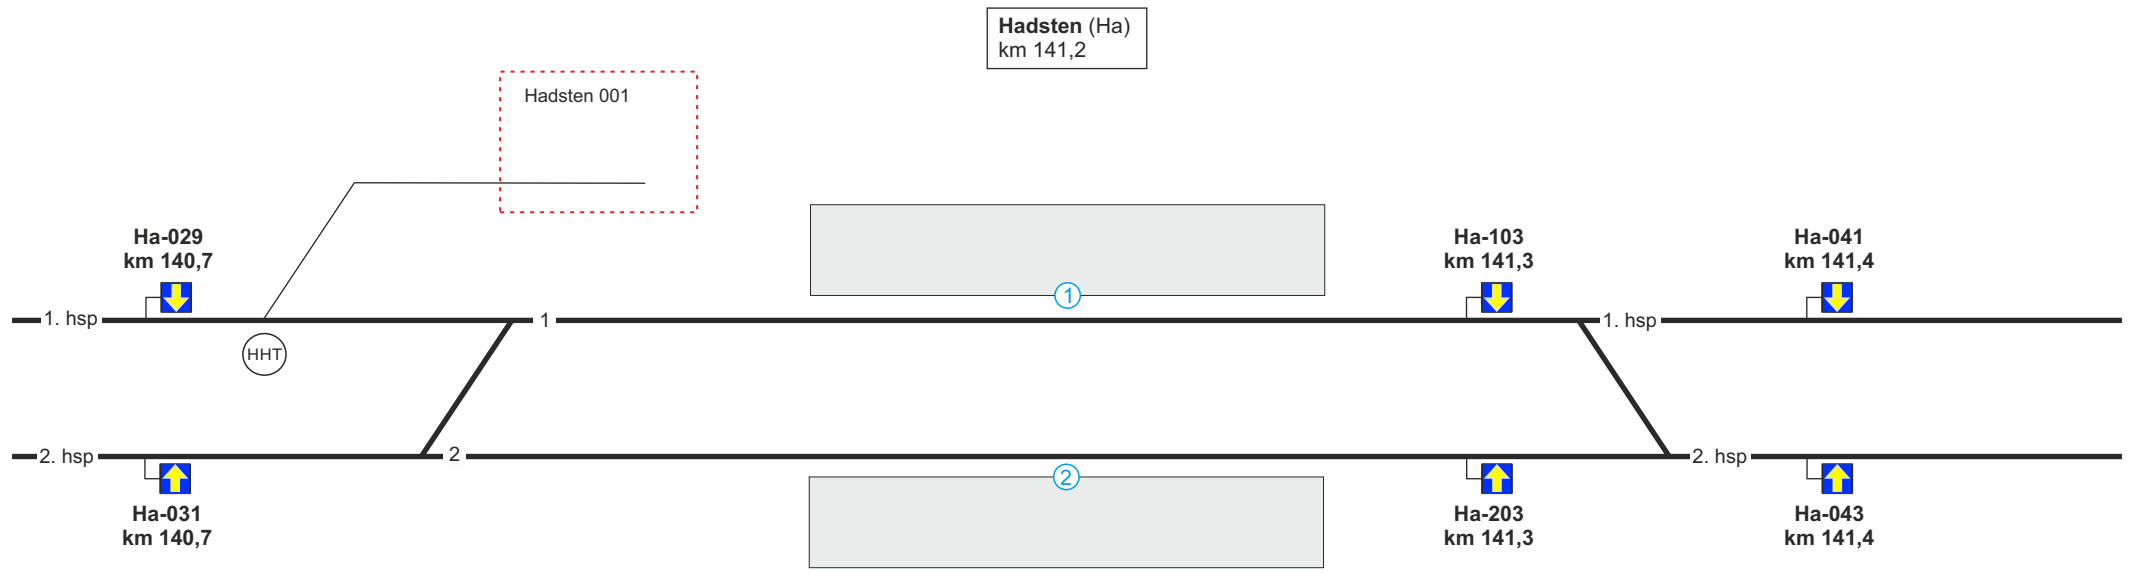 Hadsten (Ha)
km 141,2
Hadsten 001
Ha-029
km 140,7
Ha-103
km 141,3
Ha-041
km 141,4
1
1. hsp
1
1. hsp
HHT
2. hsp
2
2. hsp
2
Ha-031
km 140,7
Ha-203
km 141,3
Ha-043
km 141,4